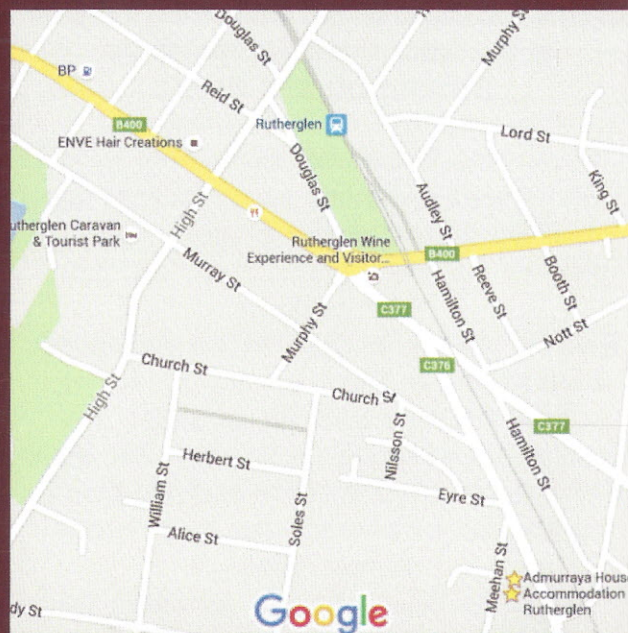 Douglas St
Murphy St
BP
Reid St
B400
Rutherglen
Lord St
ENVE Hair Creations
Douglas St
King St
High St
Audley St
utherglen Caravan
& Tourist Park
Rutherglen Wine
Experience and Visitor...
B400
Murray St
Hamilton St
Reeve St
Booth St
Murphy St
C377
Nott St
Church St
C376
High St
Church St
C377
Nilsson St
Hamilton St
Herbert St
William St
Soles St
Eyre St
Alice St
Meehan St
Admurraya House
Accommodation
Rutherglen
dy St
Google